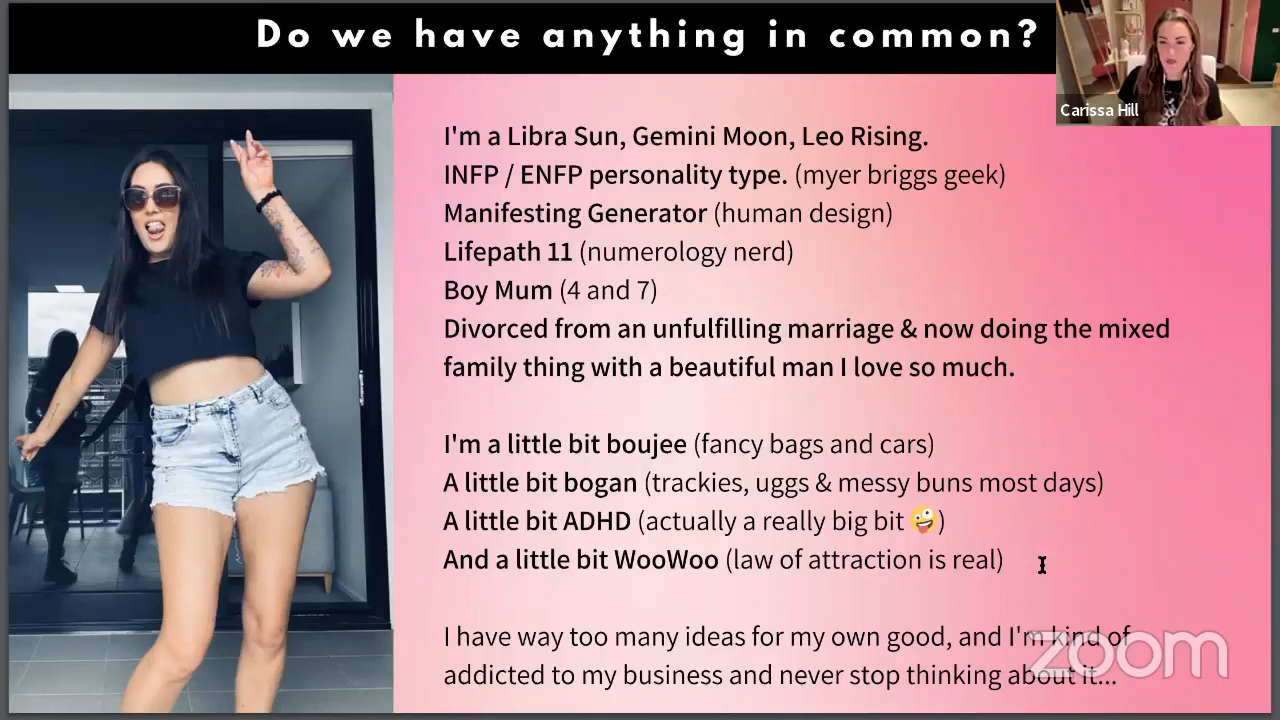 Do we have anything in common?
Carissa Hill
I'm a Libra Sun, Gemini Moon, Leo Rising.
INFP / ENFP personality type. (myer briggs geek)
Manifesting Generator (human design)
Lifepath 11 (numerology nerd)
Boy Mum (4 and 7)
Divorced from an unfulfilling marriage & now doing the mixed
family thing with a beautiful man I love so much.
I'm a little bit boujee (fancy bags and cars)
A little bit bogan (trackies, uggs & messy buns most days)
A little bit ADHD (actually a really big bit 🤪)
And a little bit WooWoo (law of attraction is real)
I have way too many ideas for my own good, and I'm kind of
addicted to my business and never stop thinking about it...
zoom